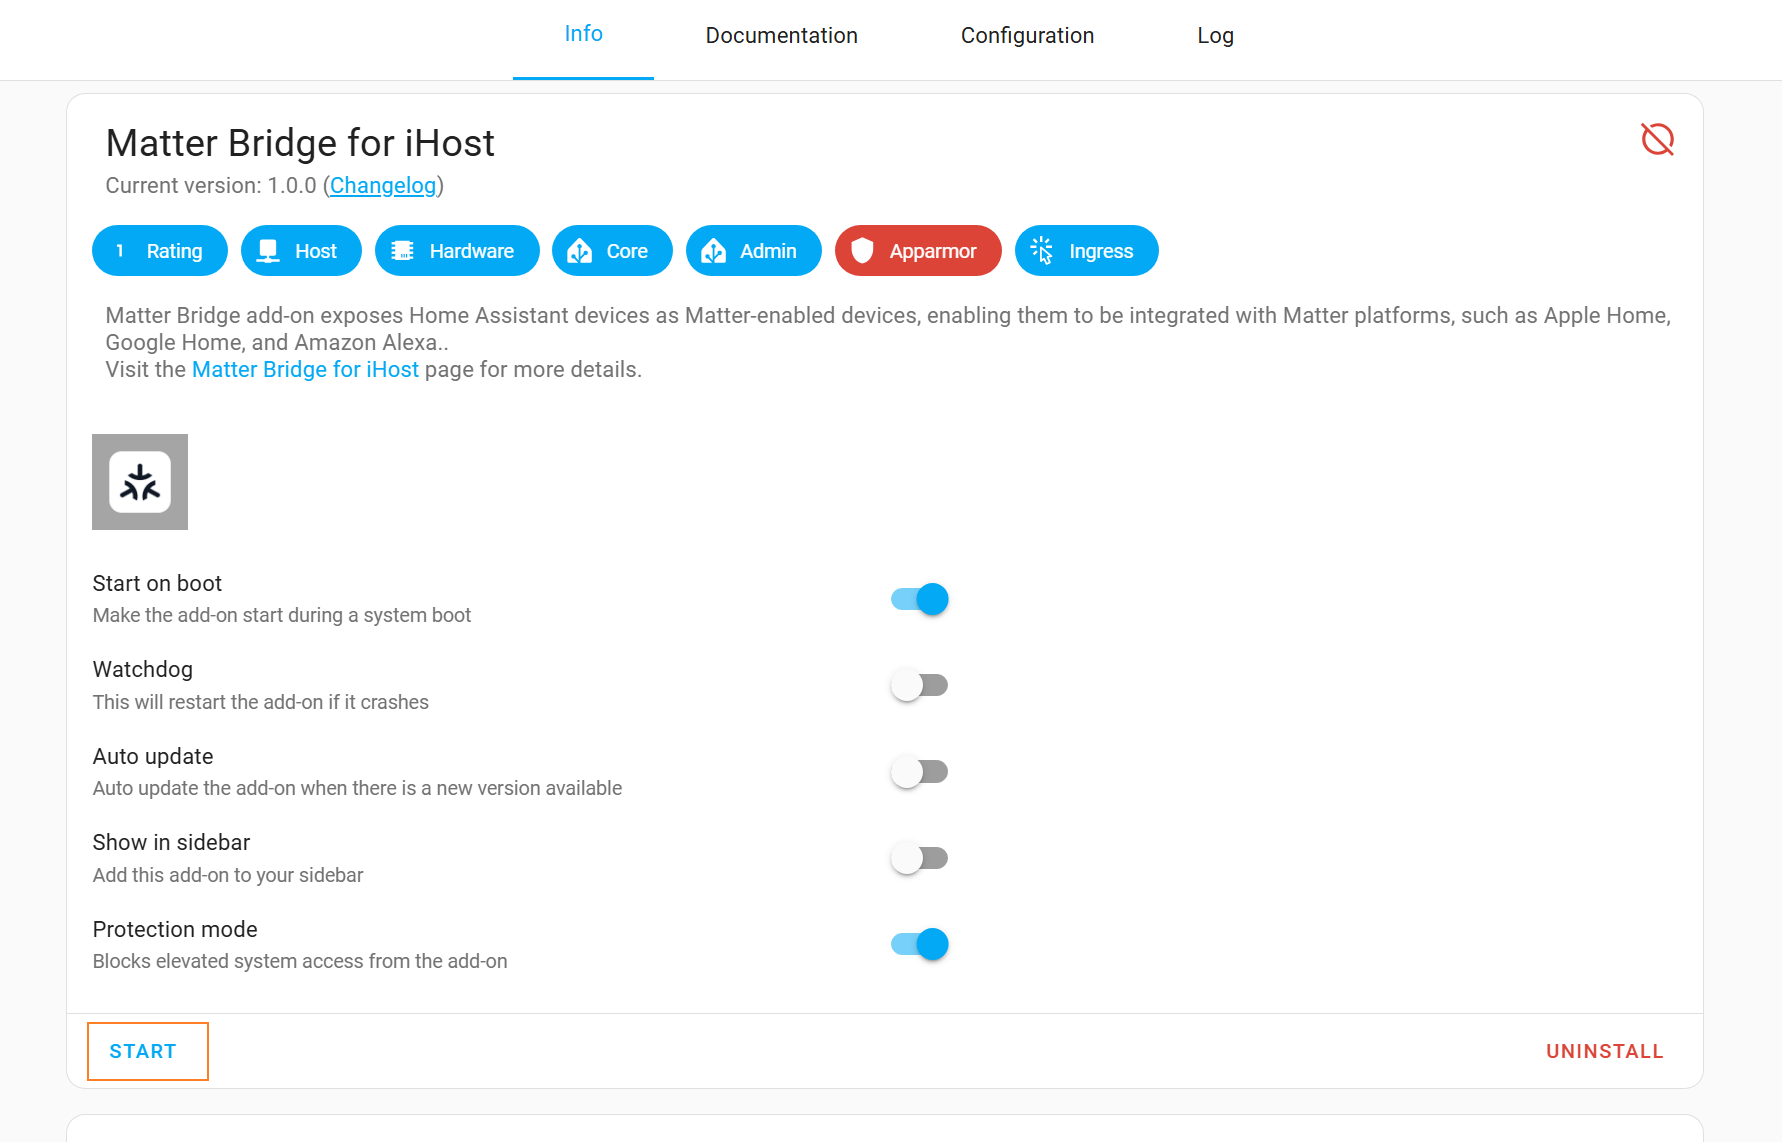 Info
Documentation
Configuration
Log
Matter Bridge for iHost
Current version: 1.0.0 (Changelog)
1 Rating
Host
Hardware
Core
Admin
Apparmor
Ingress
Matter Bridge add-on exposes Home Assistant devices as Matter-enabled devices, enabling them to be integrated with Matter platforms, such as Apple Home,
Google Home, and Amazon Alexa..
Visit the Matter Bridge for iHost page for more details.
Start on boot
Make the add-on start during a system boot
Watchdog
This will restart the add-on if it crashes
Auto update
Auto update the add-on when there is a new version available
Show in sidebar
Add this add-on to your sidebar
Protection mode
Blocks elevated system access from the add-on
START
UNINSTALL